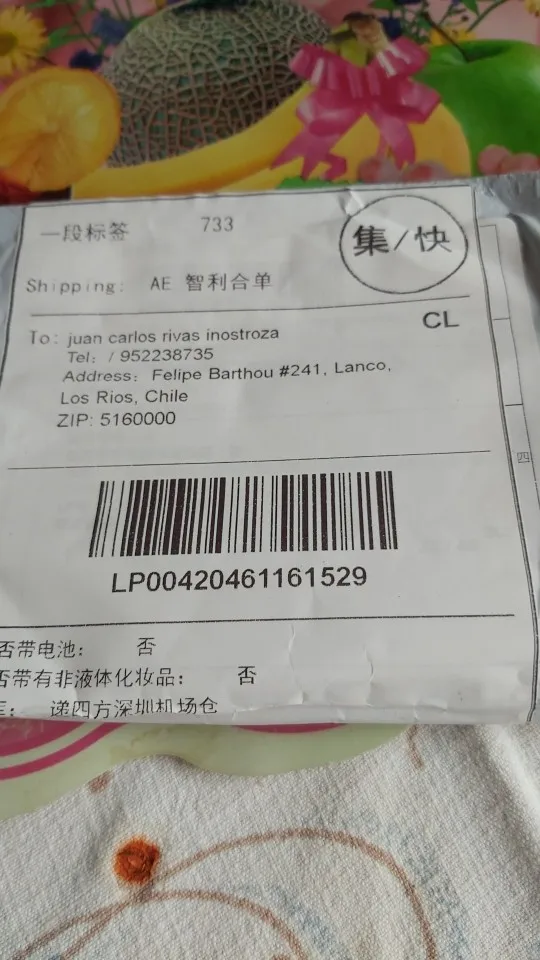 一段标签 733
集/快
Shipping: AE 智利合单
CL
To: juan carlos rivas inostroza
Tel: / 952238735
Address: Felipe Barthou #241, Lanco,
Los Rios, Chile
ZIP: 5160000
四
LP00420461161529
否带电池: 否
否带有非液体化妆品: 否
: 递四方深圳机场仓